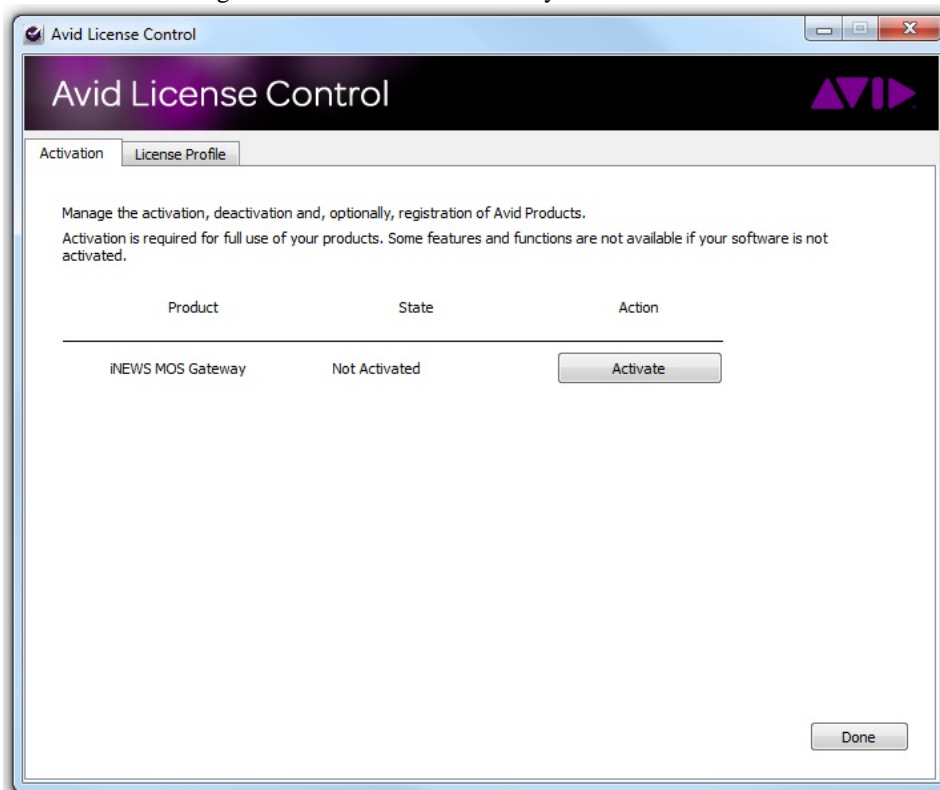 Avid License Control
Avid License Control
AVID
Activation
License Profile
Manage the activation, deactivation and, optionally, registration of Avid Products.
Activation is required for full use of your products. Some features and functions are not available if your software is not
activated.
Product State Action
iNEWS MOS Gateway Not Activated Activate
Done